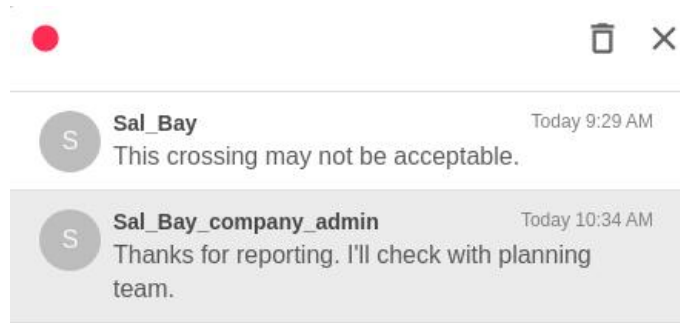 S
Sal_Bay
Today 9:29 AM
This crossing may not be acceptable.
S
Sal_Bay_company_admin
Today 10:34 AM
Thanks for reporting. I'll check with planning
team.